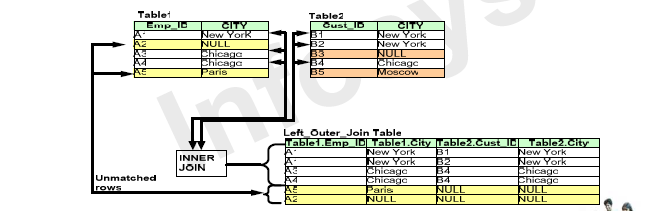 Table1
Emp_ID CITY
A1 New York
A2 NULL
A3 Chicago
A4 Chicago
A5 Paris
Table2
Cust_ID CITY
B1 New York
B2 New York
B3 NULL
B4 Chicago
B5 Moscow
INNER
JOIN
Unmatched
rows
Left_Outer_Join Table
Table1.Emp_ID Table1.City Table2.Cust_ID Table2.City
A1 New York B1 New York
A1 New York B2 New York
A3 Chicago B4 Chicago
A4 Chicago B4 Chicago
A5 Paris NULL NULL
A2 NULL NULL NULL